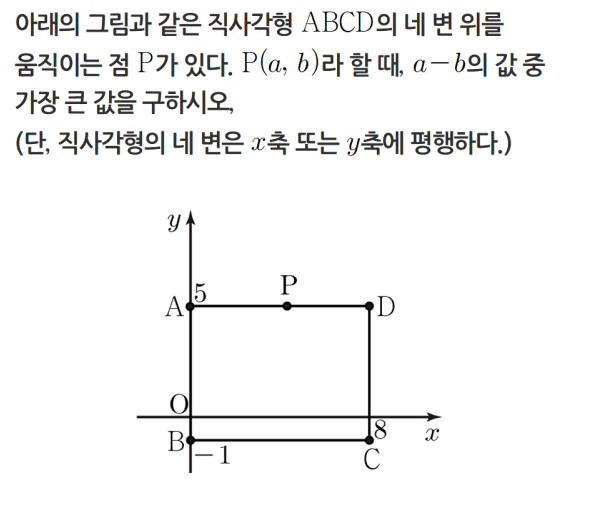 아래의 그림과 같은 직사각형 ABCD의 네 변 위를
움직이는 점 P가 있다. P(a, b)라 할 때, a-b의 값 중
가장 큰 값을 구하시오,
(단, 직사각형의 네 변은 x축 또는 y축에 평행하다.)
y
5
P
A
D
O
B
-1
8
C
x